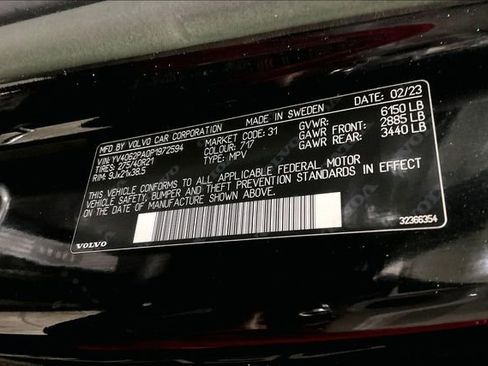 MFD BY VOLVO CAR CORPORATION MADE IN SWEDEN DATE: 02/23
VIN: YV4062PA0P1972594 MARKET: 31 GVWR: 6150 LB
TIRES: 275/40R21 COLOUR: 717 GAWR FRONT: 2885 LB
RIM: 9Jx21x38.5 TYPE: MPV GAWR REAR: 3440 LB
THIS VEHICLE CONFORMS TO ALL APPLICABLE FEDERAL MOTOR
VEHICLE SAFETY, BUMPER AND THEFT PREVENTION STANDARDS IN EFFECT
ON THE DATE OF MANUFACTURE SHOWN ABOVE.
32366354
VOLVO